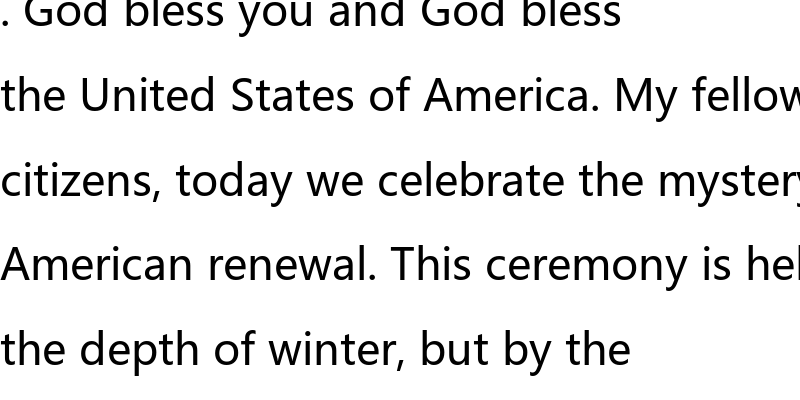 . God bless you and God bless
the United States of America. My fellow
citizens, today we celebrate the mystery
American renewal. This ceremony is
the depth of winter, but by the